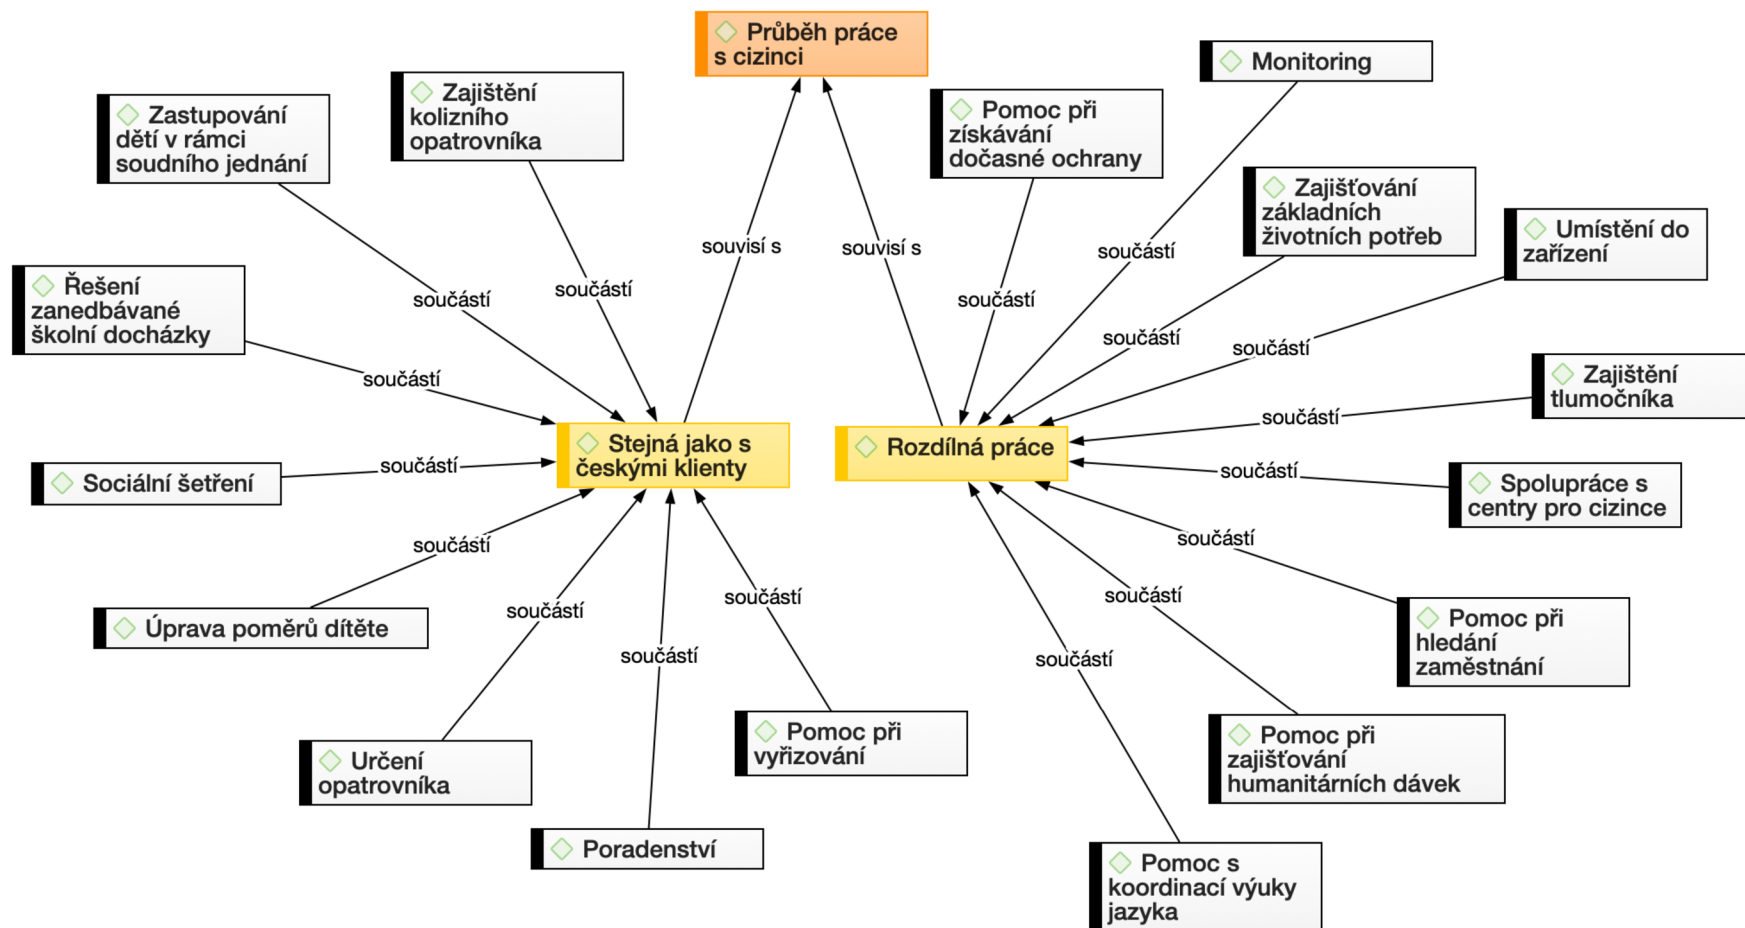 Průběh práce
s cizinci
Monitoring
Zajištění
kolizního
opatrovníka
Zastupování
dětí v rámci
soudního jednání
Pomoc při
získávání
dočasné ochrany
Zajišťování
základních
životních potřeb
Umístění do
zařízení
souvisí s
souvisí s
součástí
Řešení
zanedbávané
školní docházky
součástí
součástí
součástí
součástí
součástí
součástí
Zajištění
tlumočníka
součástí
Stejná jako s
českými klienty
Rozdílná práce
součástí
součástí
Sociální šetření
Spolupráce s
centry pro cizince
součástí
součástí
součástí
součástí
součástí
Úprava poměrů dítěte
Pomoc při
hledání
zaměstnání
součástí
součástí
Určení
opatrovníka
Pomoc při
vyřizování
Pomoc při
zajišťování
humanitárních dávek
Poradenství
Pomoc s
koordinací výuky
jazyka